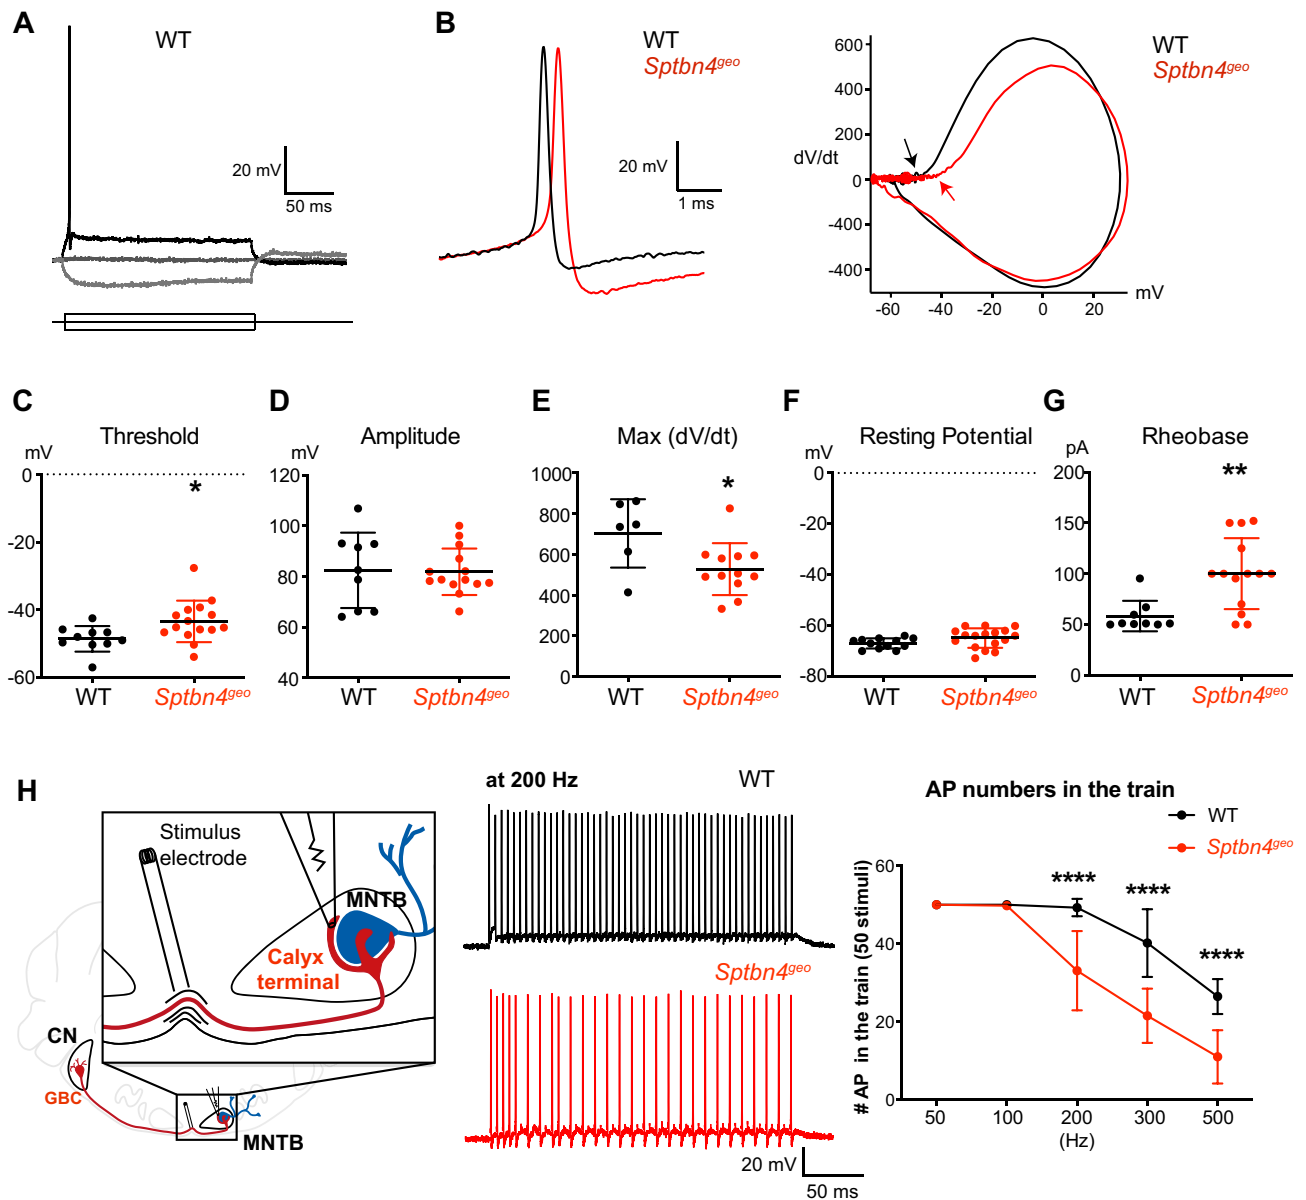 A
WT
20 mV
50 ms
B
WT
Sptbn4geo
20 mV
1 ms
WT
Sptbn4geo
600
400
200
dV/dt
0
-400
-400
-60
-40
-20
0
20
mV
C
Threshold
mV
0
-20
-40
-60
*
WT
Sptbn4geo
D
Amplitude
120
100
80
60
40
WT
Sptbn4geo
E
Max (dV/dt)
1000
800
600
400
200
0
*
WT
Sptbn4geo
F
Resting Potential
mV
0
-20
-40
-60
-80
WT
Sptbn4geo
G
Rheobase
pA
200
150
100
50
0
**
WT
Sptbn4geo
H
Stimulus
electrode
MNTB
Calyx
terminal
CN
GBC
MNTB
at 200 Hz
WT
Sptbn4geo
20 mV
50 ms
AP numbers in the train
WT
Sptbn4geo
# AP in the train (50 stimuli)
60
40
20
0
****
****
****
50
100
200
300
500
(Hz)